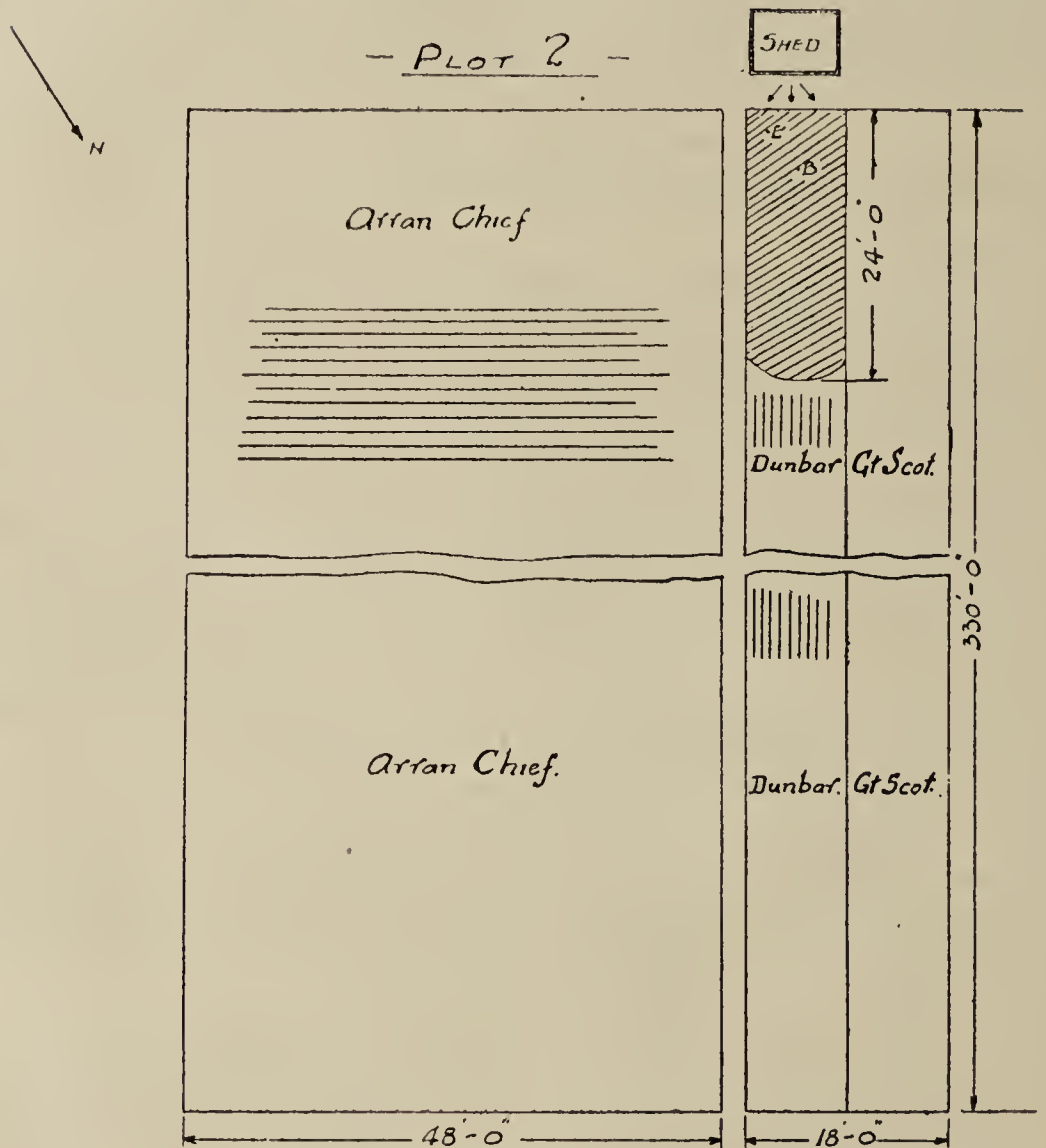 - PLOT 2 -
SHED
N
E
B
Arran Chief
24'-0"
Dunbar Gt Scot.
330'-0"
Arran Chief.
Dunbar. Gt Scot.
48'-0"
18'-0"